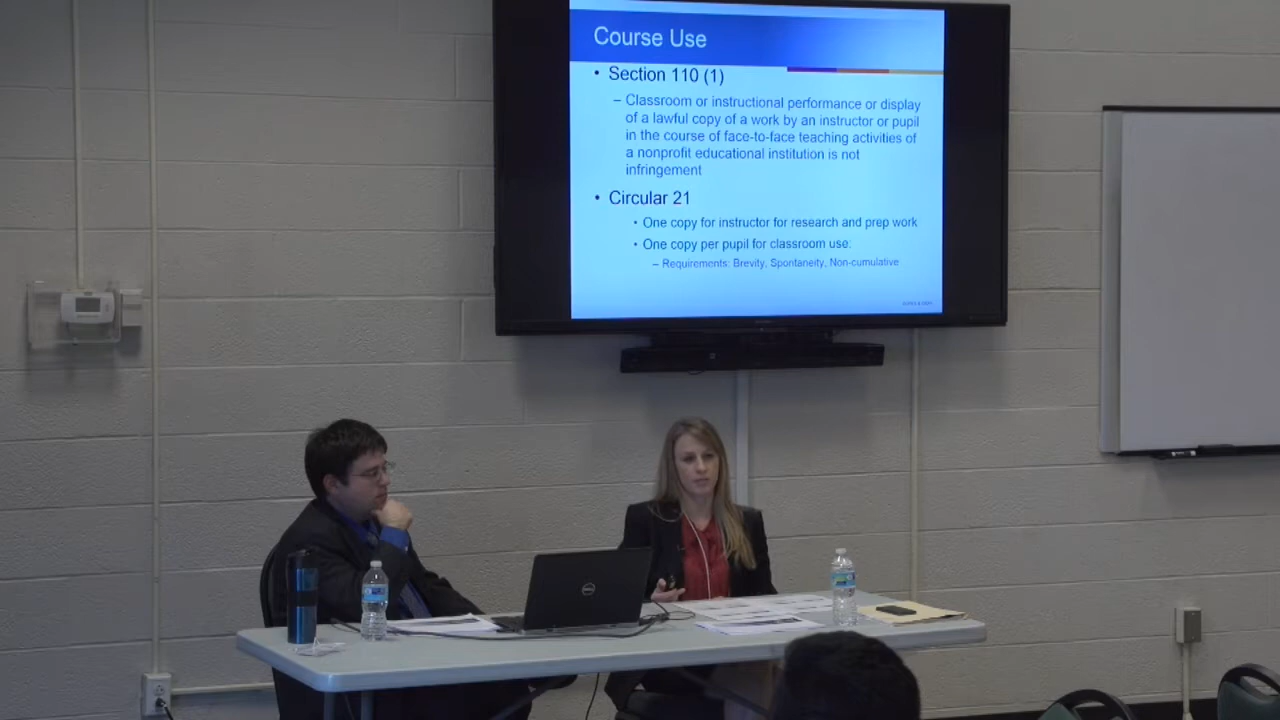 Course Use
• Section 110 (1)
– Classroom or instructional performance or display
of a lawful copy of a work by an instructor or pupil
in the course of face-to-face teaching activities of
a nonprofit educational institution is not
infringement
• Circular 21
• One copy for instructor for research and prep work
• One copy per pupil for classroom use:
– Requirements: Brevity, Spontaneity, Non-cumulative
DELL